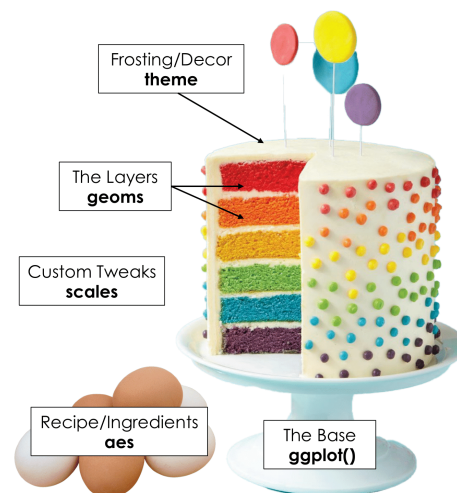 Frosting/Decor
theme
The Layers
geoms
Custom Tweaks
scales
Recipe/Ingredients
aes
The Base
ggplot()